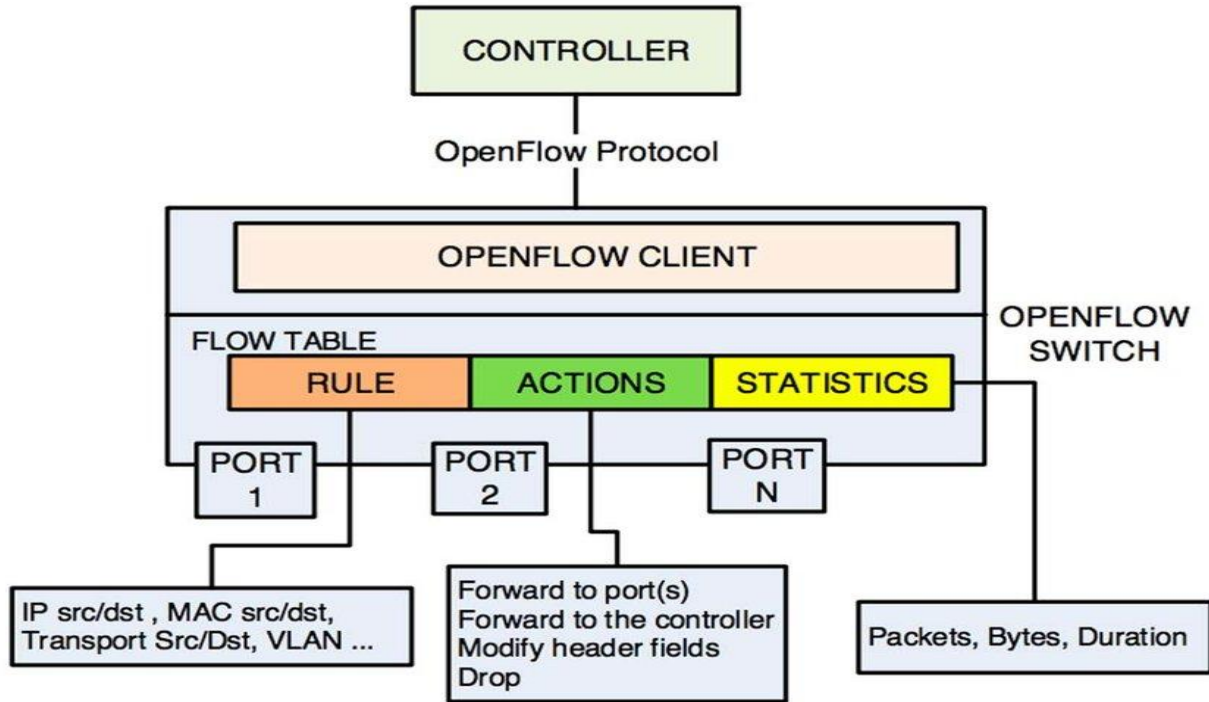 CONTROLLER
OpenFlow Protocol
OPENFLOW CLIENT
OPENFLOW
SWITCH
FLOW TABLE
RULE
ACTIONS
STATISTICS
PORT
1
PORT
2
PORT
N
IP src/dst , MAC src/dst,
Transport Src/Dst, VLAN ...
Forward to port(s)
Forward to the controller
Modify header fields
Drop
Packets, Bytes, Duration